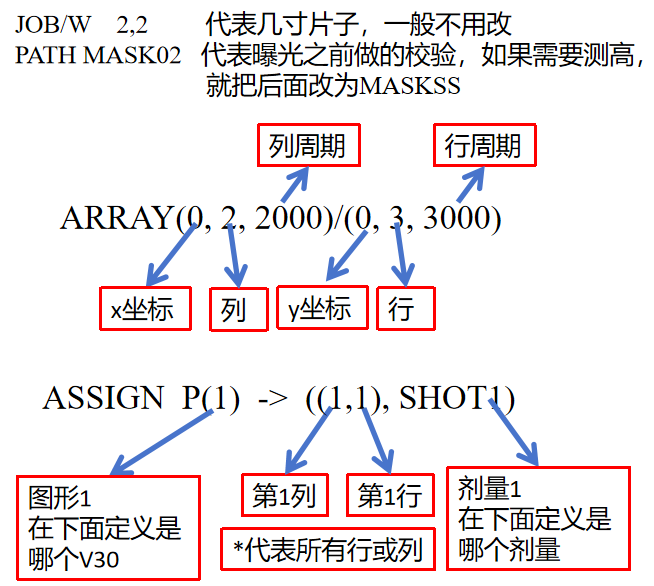 JOB/W 2,2 代表几寸片子，一般不用改
PATH MASK02 代表曝光之前做的校验，如果需要测高，
就把后面改为MASKSS
列周期 行周期
ARRAY(0, 2, 2000)/(0, 3, 3000)
x坐标 列 y坐标 行
ASSIGN P(1) -> ((1,1), SHOT1)
图形1
在下面定义是
哪个V30
第1列 第1行
*代表所有行或列
剂量1
在下面定义是
哪个剂量